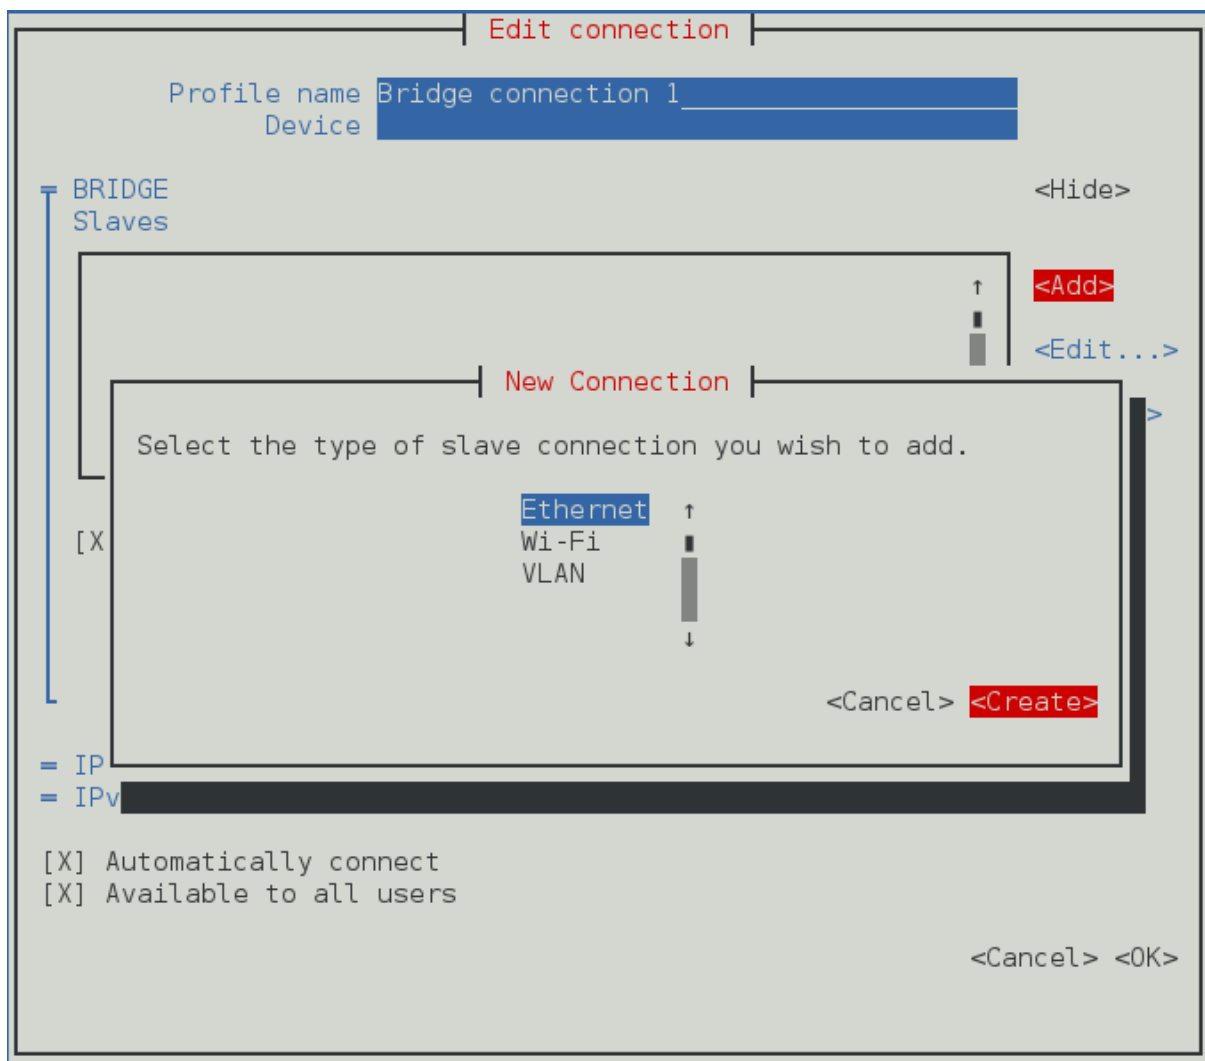 Edit connection
Profile name Bridge connection 1
Device
BRIDGE <Hide>
Slaves
↑ <Add>
<Edit...>
New Connection
>
Select the type of slave connection you wish to add.
Ethernet ↑
[X Wi-Fi
VLAN
↓
<Cancel> <Create>
= IP
= IPv
[X] Automatically connect
[X] Available to all users
<Cancel> <OK>